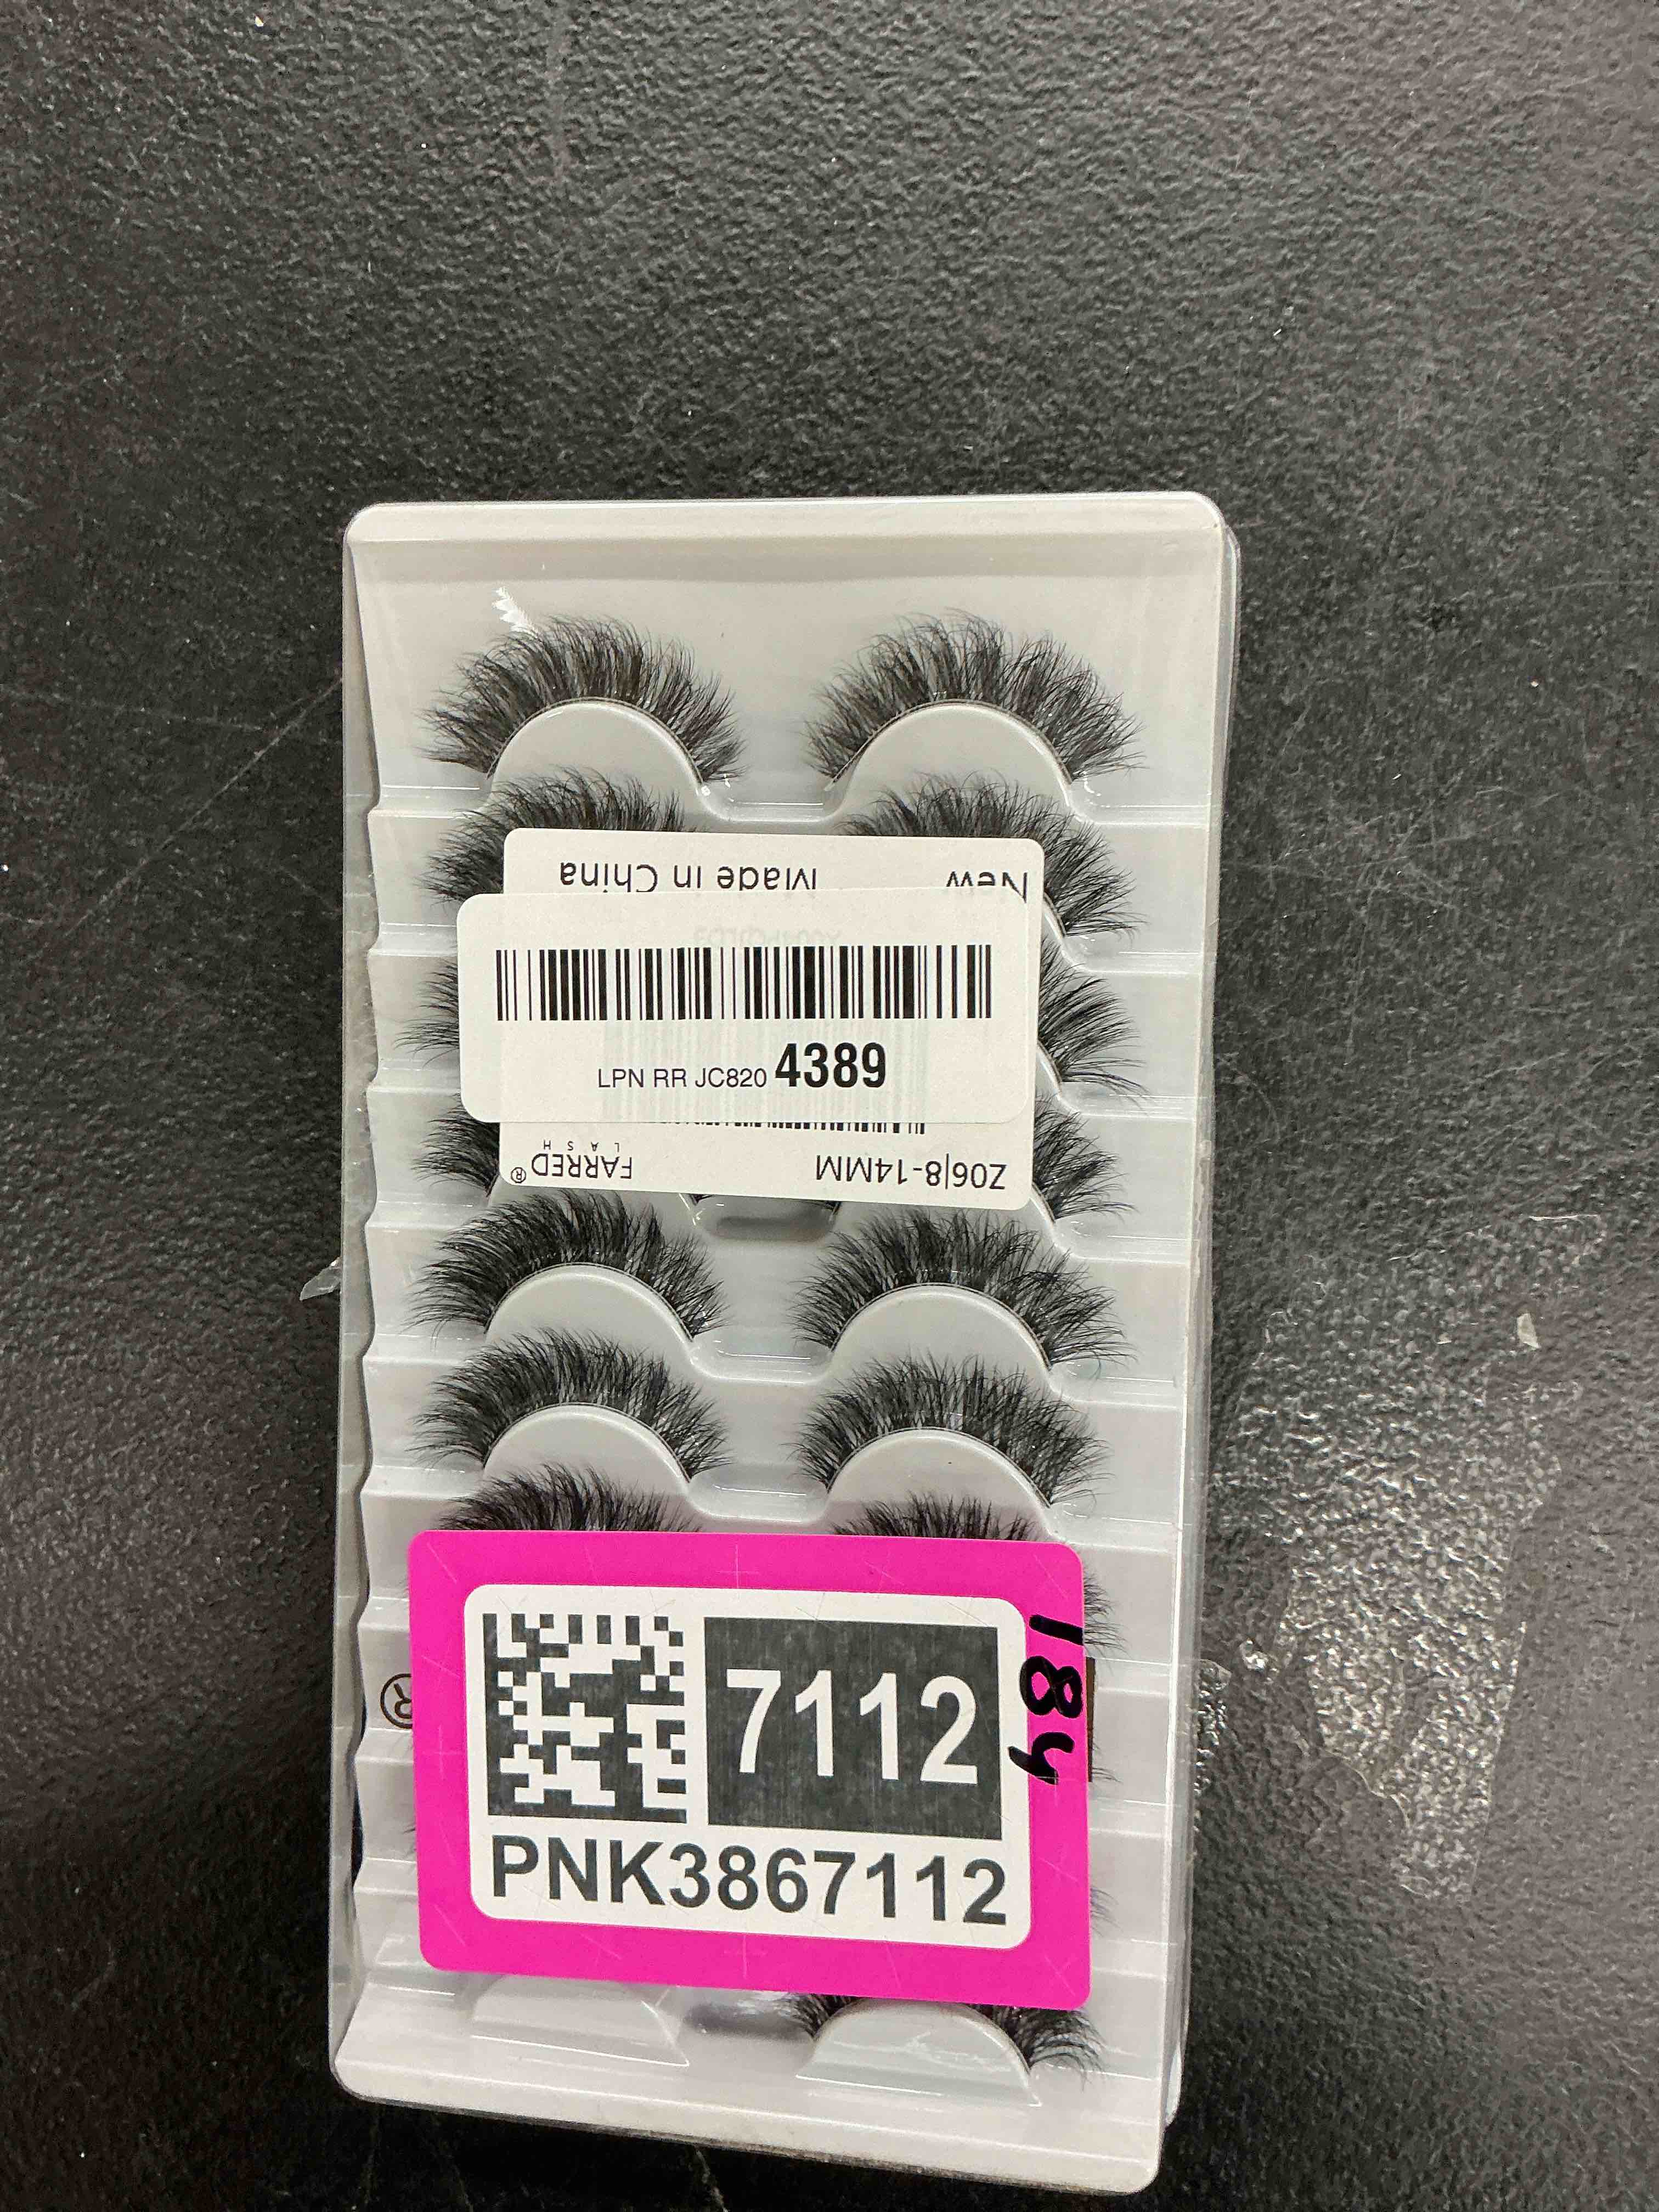 New Made in China
LPN RR JC820 4389
Z06|8-14MM FARRED®
LASH
7112
184
PNK3867112
®